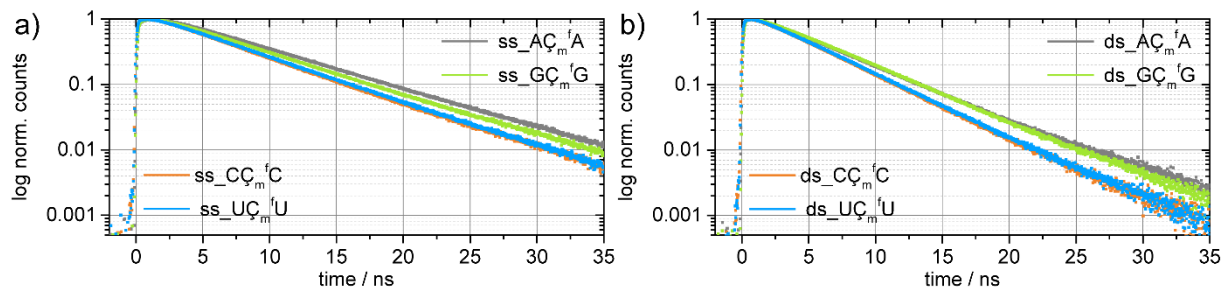 a)
log norm. counts
1
0.1
0.01
0.001
ss_AÇₘᶠA
ss_GÇₘᶠG
ss_CÇₘᶠC
ss_UÇₘᶠU
0 5 10 15 20 25 30 35
time / ns
b)
log norm. counts
1
0.1
0.01
0.001
ds_AÇₘᶠA
ds_GÇₘᶠG
ds_CÇₘᶠC
ds_UÇₘᶠU
0 5 10 15 20 25 30 35
time / ns